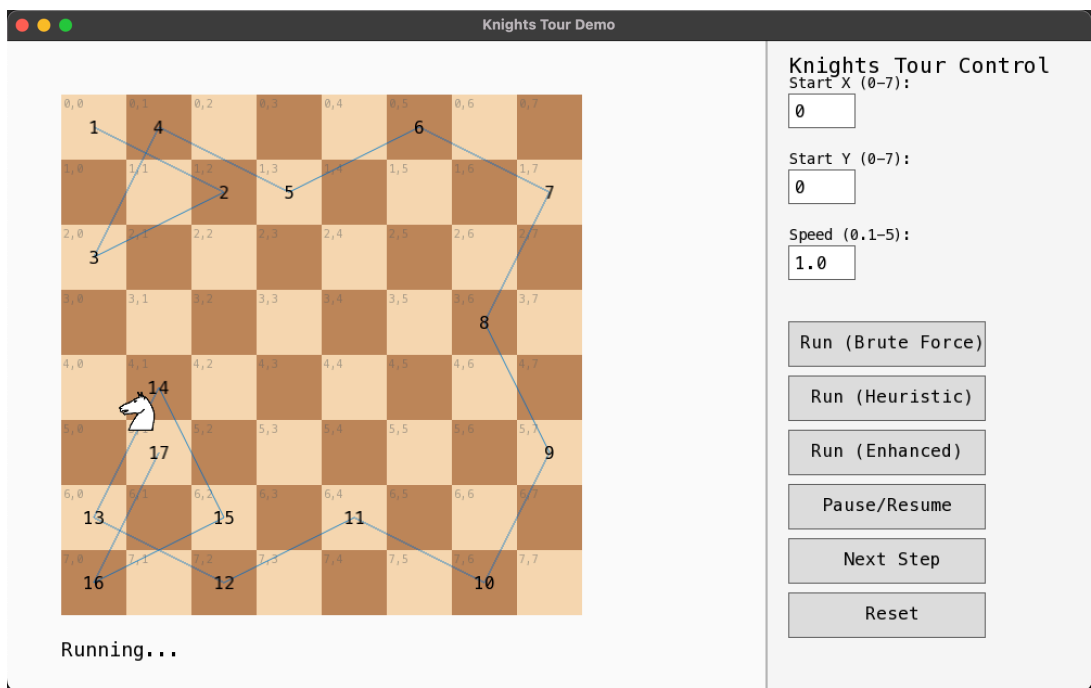 Knights Tour Demo
Knights Tour Control
Start X (0-7):
0
Start Y (0-7):
0
Speed (0.1-5):
1.0
Run (Brute Force)
Run (Heuristic)
Run (Enhanced)
Pause/Resume
Next Step
Reset
0,0 0,1 0,2 0,3 0,4 0,5 0,6 0,7
1 4 6
1,0 1,1 1,2 1,3 1,4 1,5 1,6 1,7
2 5 7
2,0 2,1 2,2 2,3 2,4 2,5 2,6 2,7
3
3,0 3,1 3,2 3,3 3,4 3,5 3,6 3,7
8
4,0 4,1 4,2 4,3 4,4 4,5 4,6 4,7
14
5,0 5,2 5,3 5,4 5,5 5,6 5,7
17 9
6,0 6,1 6,2 6,3 6,4 6,5 6,6 6,7
13 15 11
7,0 7,1 7,2 7,3 7,4 7,5 7,6 7,7
16 12 10
Running...